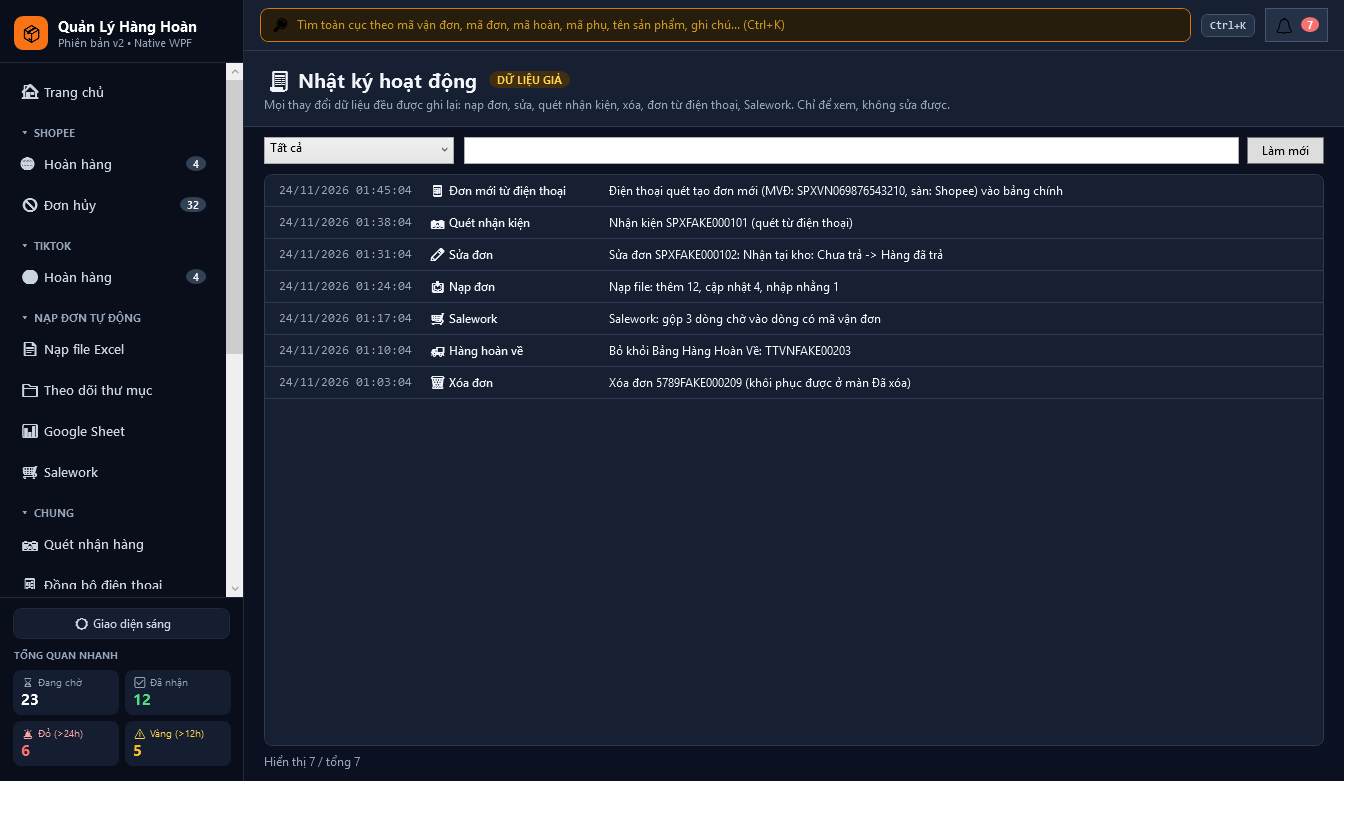 Quản Lý Hàng Hoàn
Phiên bản v2 • Native WPF
Trang chủ
SHOPEE
Hoàn hàng 4
Đơn hủy 32
TIKTOK
Hoàn hàng 4
NẠP ĐƠN TỰ ĐỘNG
Nạp file Excel
Theo dõi thư mục
Google Sheet
Salework
CHUNG
Quét nhận hàng
Đồng bộ điện thoại
Giao diện sáng
TỔNG QUAN NHANH
Đang chờ
23
Đã nhận
12
Đỏ (>24h)
6
Vàng (>12h)
5
Tìm toàn cục theo mã vận đơn, mã đơn, mã hoàn, mã phụ, tên sản phẩm, ghi chú... (Ctrl+K)
Ctrl+K
7
Nhật ký hoạt động DỮ LIỆU GIẢ
Mọi thay đổi dữ liệu đều được ghi lại: nạp đơn, sửa, quét nhận kiện, xóa, đơn từ điện thoại, Salework. Chỉ để xem, không sửa được.
Tất cả
Làm mới
24/11/2026 01:45:04 Đơn mới từ điện thoại Điện thoại quét tạo đơn mới (MVĐ: SPXVN069876543210, sàn: Shopee) vào bảng chính
24/11/2026 01:38:04 Quét nhận kiện Nhận kiện SPXFAKE000101 (quét từ điện thoại)
24/11/2026 01:31:04 Sửa đơn Sửa đơn SPXFAKE000102: Nhận tại kho: Chưa trả -> Hàng đã trả
24/11/2026 01:24:04 Nạp đơn Nạp file: thêm 12, cập nhật 4, nhập nhằng 1
24/11/2026 01:17:04 Salework Salework: gộp 3 dòng chờ vào dòng có mã vận đơn
24/11/2026 01:10:04 Hàng hoàn về Bỏ khỏi Bảng Hàng Hoàn Về: TTVNFAKE00203
24/11/2026 01:03:04 Xóa đơn Xóa đơn 5789FAKE000209 (khôi phục được ở màn Đã xóa)
Hiển thị 7 / tổng 7